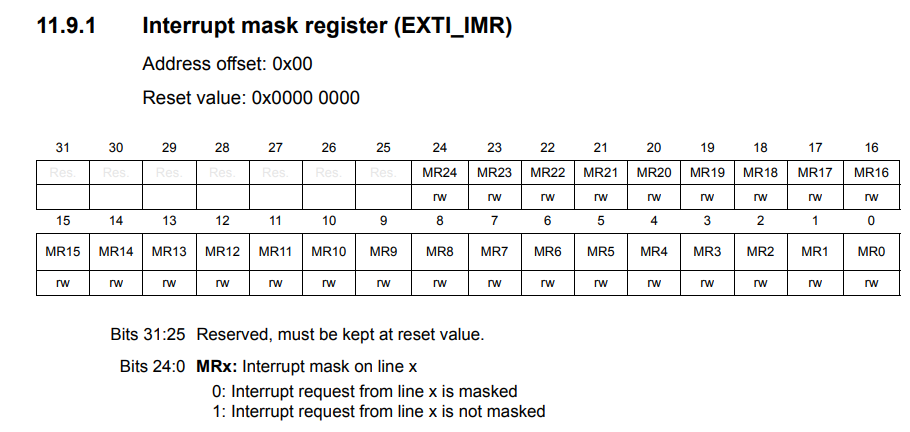 11.9.1 Interrupt mask register (EXTI_IMR)
Address offset: 0x00
Reset value: 0x0000 0000
31 30 29 28 27 26 25 24 23 22 21 20 19 18 17 16
Res. Res. Res. Res. Res. Res. Res. MR24 MR23 MR22 MR21 MR20 MR19 MR18 MR17 MR16
rw rw rw rw rw rw rw rw rw
15 14 13 12 11 10 9 8 7 6 5 4 3 2 1 0
MR15 MR14 MR13 MR12 MR11 MR10 MR9 MR8 MR7 MR6 MR5 MR4 MR3 MR2 MR1 MR0
rw rw rw rw rw rw rw rw rw rw rw rw rw rw rw rw
Bits 31:25 Reserved, must be kept at reset value.
Bits 24:0 MRx: Interrupt mask on line x
0: Interrupt request from line x is masked
1: Interrupt request from line x is not masked